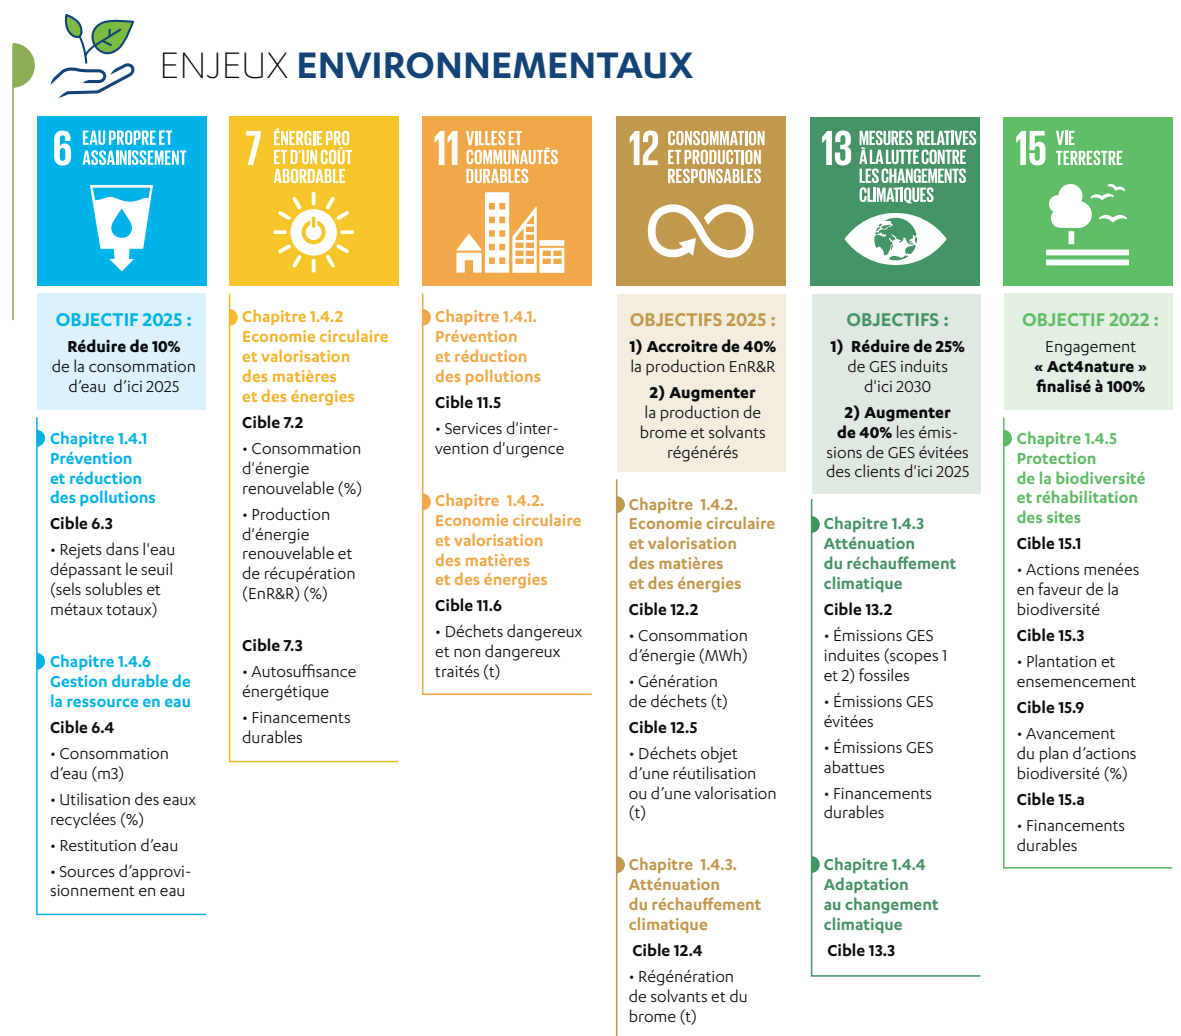 ENJEUX ENVIRONNEMENTAUX
6 EAU PROPRE ET
ASSAINISSEMENT
OBJECTIF 2025 :
Réduire de 10%
de la consommation
d'eau d'ici 2025
Chapitre 1.4.1
Prévention
et réduction
des pollutions
Cible 6.3
• Rejets dans l'eau
dépassant le seuil
(sels solubles et
métaux totaux)
Chapitre 1.4.6
Gestion durable de
la ressource en eau
Cible 6.4
• Consommation
d'eau (m3)
• Utilisation des eaux
recyclées (%)
• Restitution d'eau
• Sources d'approvi-
sionnement en eau
7 ÉNERGIE PRO
ET D'UN COÛT
ABORDABLE
Chapitre 1.4.2
Economie circulaire
et valorisation
des matières
et des énergies
Cible 7.2
• Consommation
d'énergie
renouvelable (%)
• Production
d'énergie
renouvelable et
de récupération
(EnR&R) (%)
Cible 7.3
• Autosuffisance
énergétique
• Financements
durables
11 VILLES ET
COMMUNAUTÉS
DURABLES
Chapitre 1.4.1.
Prévention
et réduction
des pollutions
Cible 11.5
• Services d'inter-
vention d'urgence
Chapitre 1.4.2.
Economie circulaire
et valorisation
des matières
et des énergies
Cible 11.6
• Déchets dangereux
et non dangereux
traités (t)
12 CONSOMMATION
ET PRODUCTION
RESPONSABLES
OBJECTIFS 2025 :
1) Accroitre de 40%
la production EnR&R
2) Augmenter
la production de
brome et solvants
régénérés
Chapitre 1.4.2.
Economie circulaire
et valorisation
des matières
et des énergies
Cible 12.2
• Consommation
d'énergie (MWh)
• Génération
de déchets (t)
Cible 12.5
• Déchets objet
d'une réutilisation
ou d'une valorisation
(t)
Chapitre 1.4.3.
Atténuation
du réchauffement
climatique
Cible 12.4
• Régénération
de solvants et du
brome (t)
13 MESURES RELATIVES
À LA LUTTE CONTRE
LES CHANGEMENTS
CLIMATIQUES
OBJECTIFS :
1) Réduire de 25%
de GES induits
d'ici 2030
2) Augmenter
de 40% les émis-
sions de GES évitées
des clients d'ici 2025
Chapitre 1.4.3
Atténuation
du réchauffement
climatique
Cible 13.2
• Émissions GES
induites (scopes 1
et 2) fossiles
• Émissions GES
évitées
• Émissions GES
abattues
• Financements
durables
Chapitre 1.4.4
Adaptation
au changement
climatique
Cible 13.3
15 VIE
TERRESTRE
OBJECTIF 2022 :
Engagement
« Act4nature »
finalisé à 100%
Chapitre 1.4.5
Protection
de la biodiversité
et réhabilitation
des sites
Cible 15.1
• Actions menées
en faveur de la
biodiversité
Cible 15.3
• Plantation et
ensemencement
Cible 15.9
• Avancement
du plan d'actions
biodiversité (%)
Cible 15.a
• Financements
durables